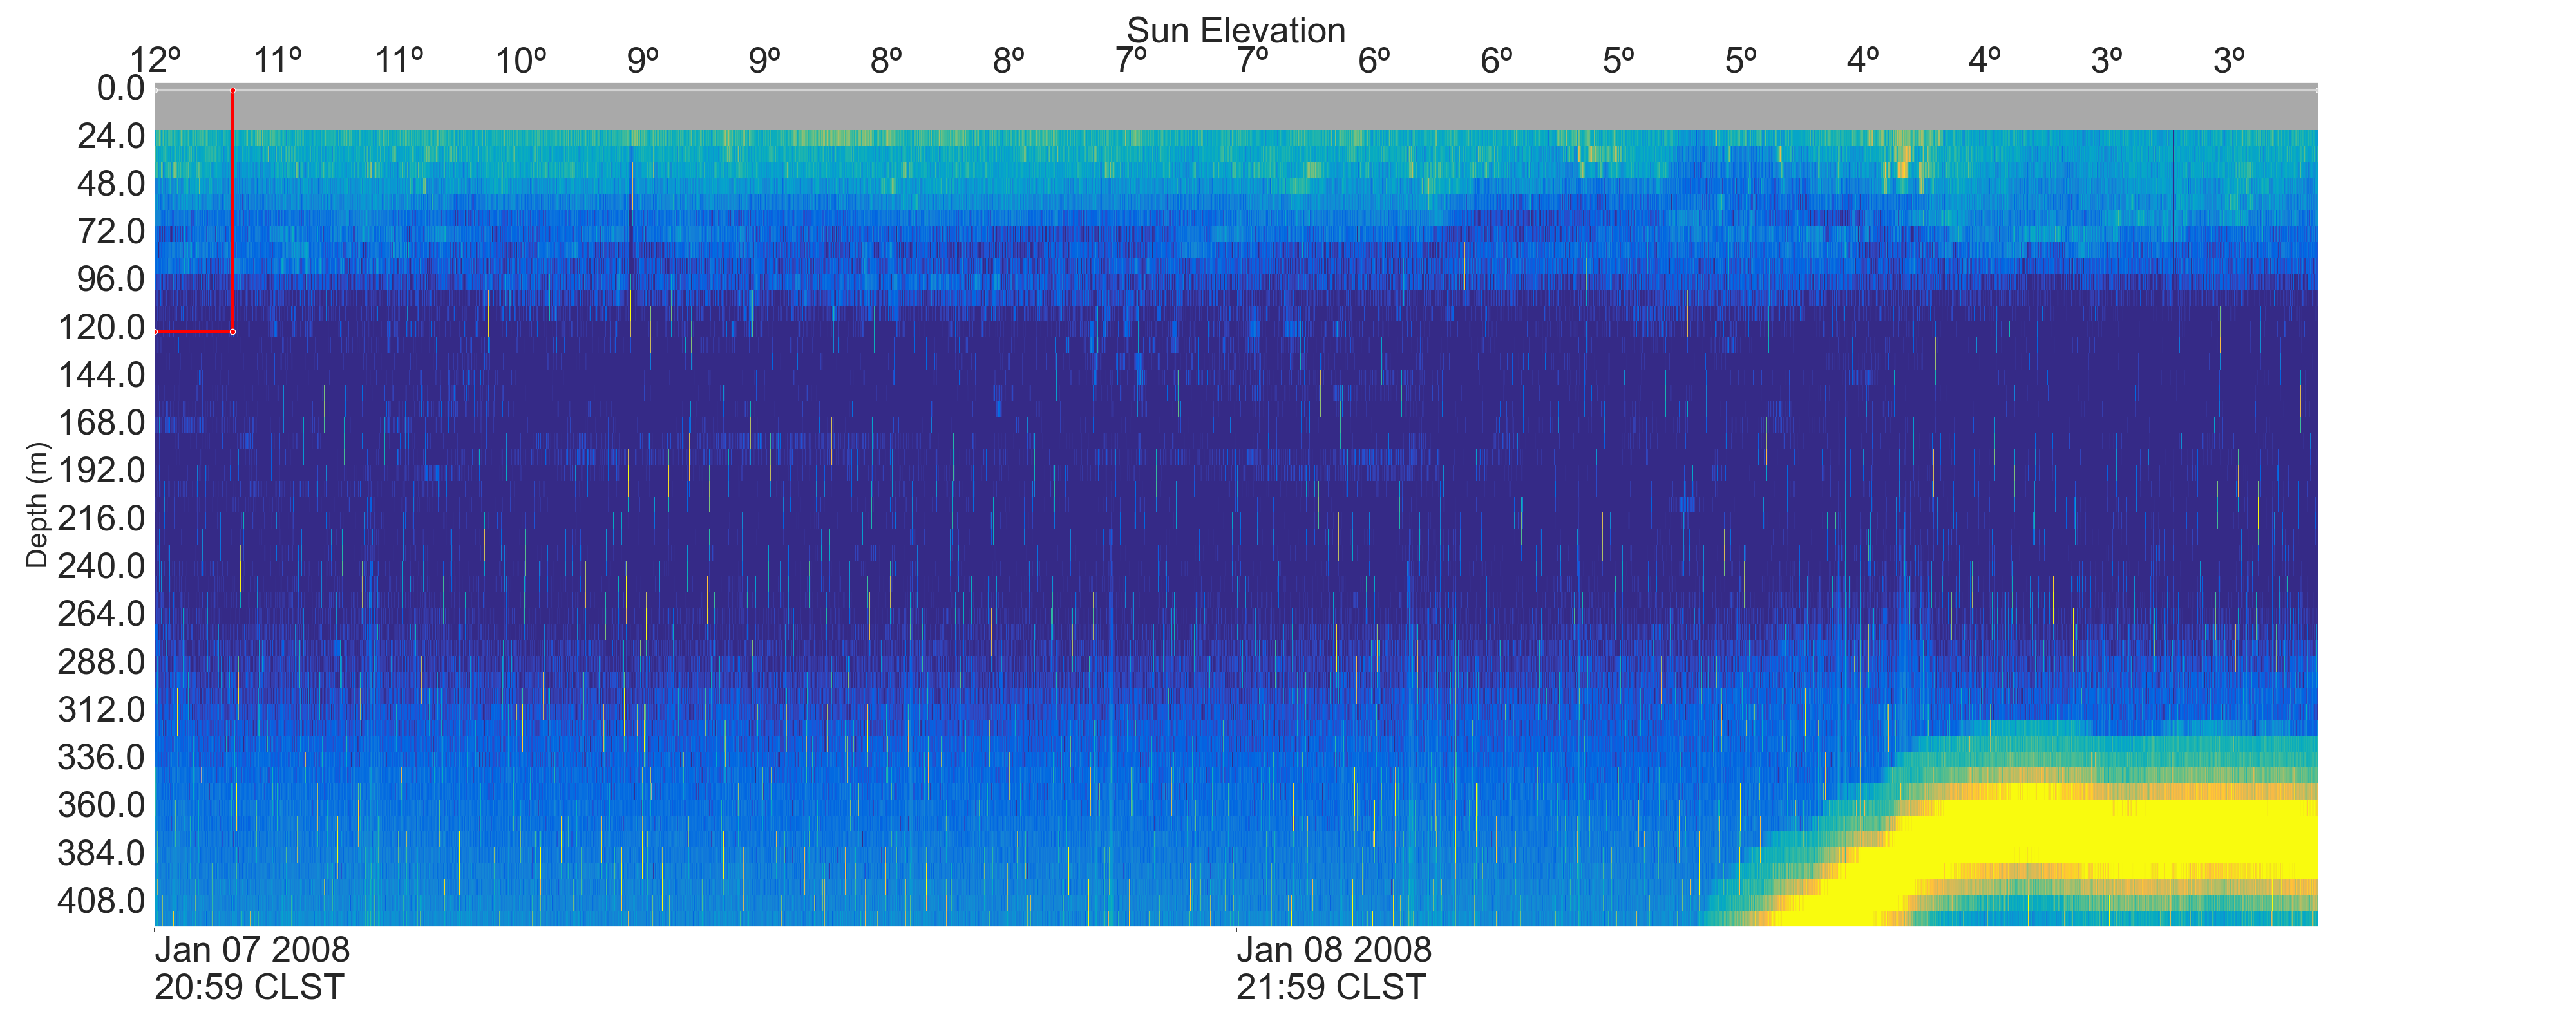 Sun Elevation
12º 11º 11º 10º 9º 9º 8º 8º 7º 7º 6º 6º 5º 5º 4º 4º 3º 3º
0.0
24.0
48.0
72.0
96.0
120.0
144.0
168.0
192.0
216.0
240.0
264.0
288.0
312.0
336.0
360.0
384.0
408.0
Depth (m)
Jan 07 2008
20:59 CLST
Jan 08 2008
21:59 CLST